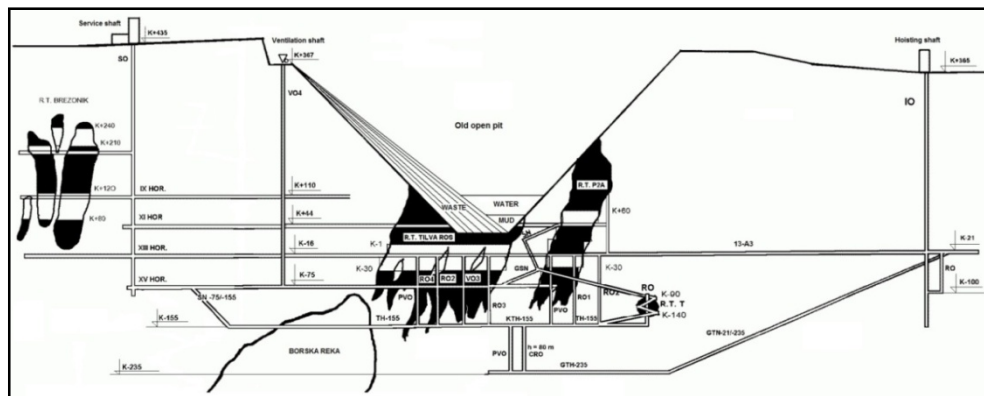 Service shaft
K+435
Ventilation shaft
K+367
Hoisting shaft
K+365
SO
VO4
IO
R.T. BREZONIK
K+240
K+210
K+120
K+80
Old open pit
R.T. P2A
IX HOR.
K+110
WASTE
WATER
XI HOR
K+44
MUD
K+60
R.T. TILVA ROS
XIII HOR.
K-16
K-1
13-A3
K-21
K-30
GSN
K-30
RO
K-100
XV HOR.
K-75
RO4
RO2
VO3
RO
K-90
R.T. T
K-140
SN -75/-155
PVO
RO3
PVO
RO1
K-155
TH-155
KTH-155
TH-155
GTN-21/-235
BORSKA REKA
PVO
h = 80 m
CRO
K-235
GTH-235